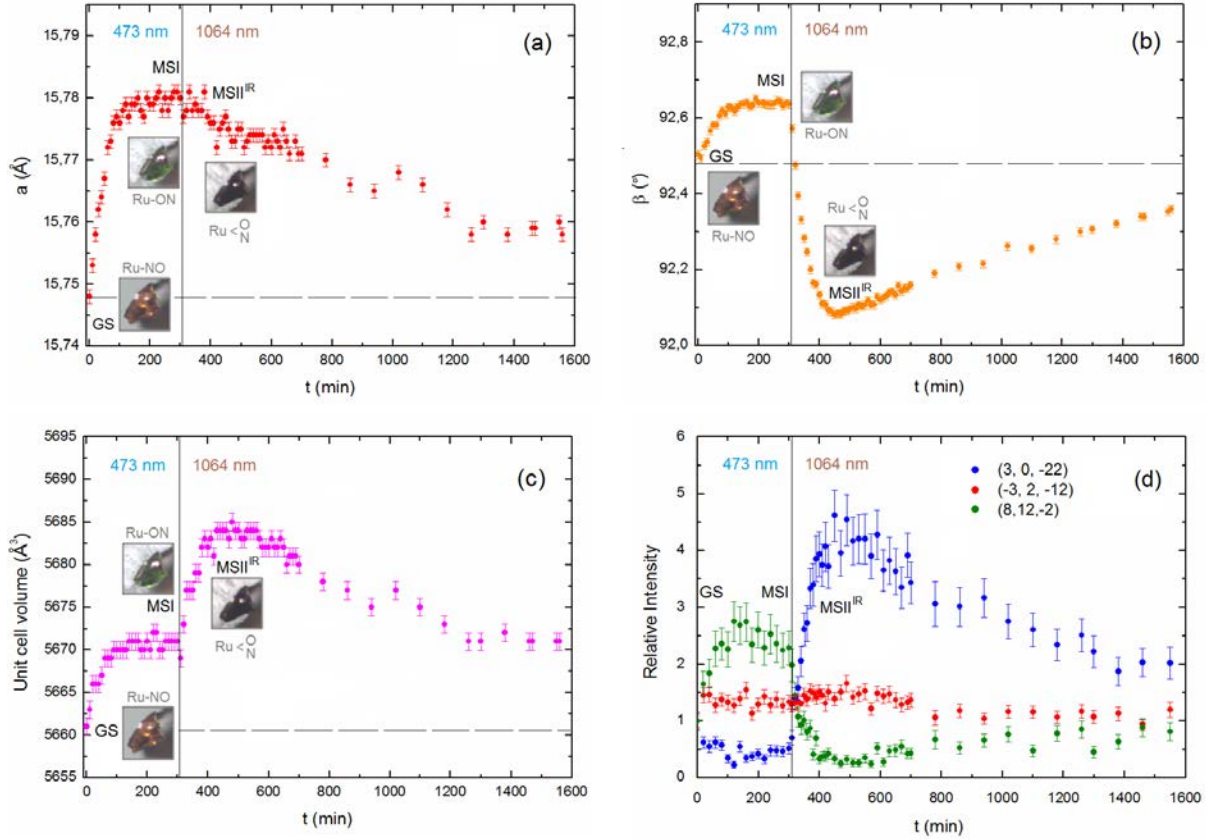 15,79
15,78
15,77
15,76
15,75
15,74
a (Å)
473 nm
1064 nm
(a)
MSI
MSII^IR
Ru-ON
Ru < O N
Ru-NO
GS
0 200 400 600 800 1000 1200 1400 1600
t (min)
92,8
92,6
92,4
92,2
92,0
β (°)
473 nm
1064 nm
(b)
MSI
Ru-ON
GS
Ru-NO
Ru < O N
MSII^IR
0 200 400 600 800 1000 1200 1400 1600
t (min)
5695
5690
5685
5680
5675
5670
5665
5660
5655
Unit cell volume (Å³)
473 nm
1064 nm
(c)
Ru-ON
MSI
MSII^IR
Ru < O N
Ru-NO
GS
0 200 400 600 800 1000 1200 1400 1600
t (min)
6
5
4
3
2
1
0
Relative Intensity
473 nm
1064 nm
(3, 0, -22)
(-3, 2, -12)
(8,12,-2)
(d)
GS
MSI
MSII^IR
0 200 400 600 800 1000 1200 1400 1600
t (min)